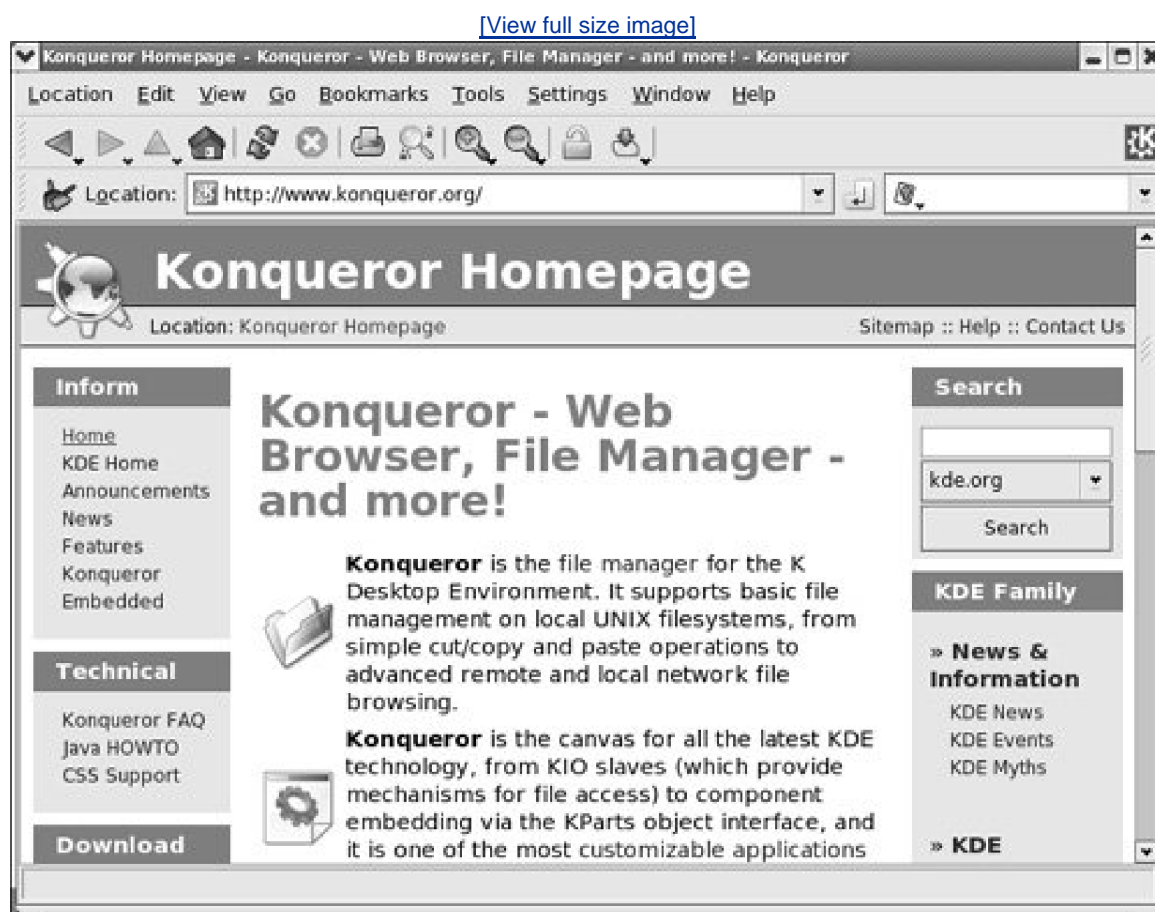 [View full size image]
Konqueror Homepage - Konqueror - Web Browser, File Manager - and more! - Konqueror
Location Edit View Go Bookmarks Tools Settings Window Help
Location: http://www.konqueror.org/
Konqueror Homepage
Location: Konqueror Homepage
Sitemap :: Help :: Contact Us
Inform
Home
KDE Home
Announcements
News
Features
Konqueror
Embedded
Technical
Konqueror FAQ
Java HOWTO
CSS Support
Download
Konqueror - Web
Browser, File Manager -
and more!
Konqueror is the file manager for the K
Desktop Environment. It supports basic file
management on local UNIX filesystems, from
simple cut/copy and paste operations to
advanced remote and local network file
browsing.
Konqueror is the canvas for all the latest KDE
technology, from KIO slaves (which provide
mechanisms for file access) to component
embedding via the KParts object interface, and
it is one of the most customizable applications
Search
kde.org
Search
KDE Family
» News &
Information
KDE News
KDE Events
KDE Myths
» KDE